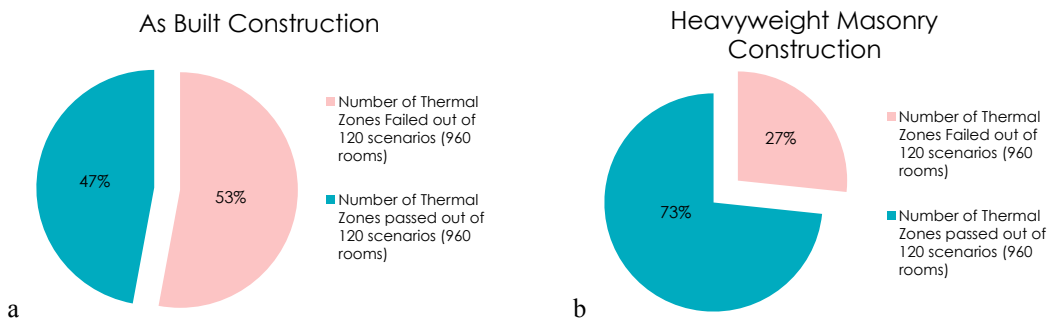 As Built Construction
47%
53%
Number of Thermal
Zones Failed out of
120 scenarios (960
rooms)
Number of Thermal
Zones passed out of
120 scenarios (960
rooms)
a
Heavyweight Masonry
Construction
27%
73%
Number of Thermal
Zones Failed out of
120 scenarios (960
rooms)
Number of Thermal
Zones passed out of
120 scenarios (960
rooms)
b